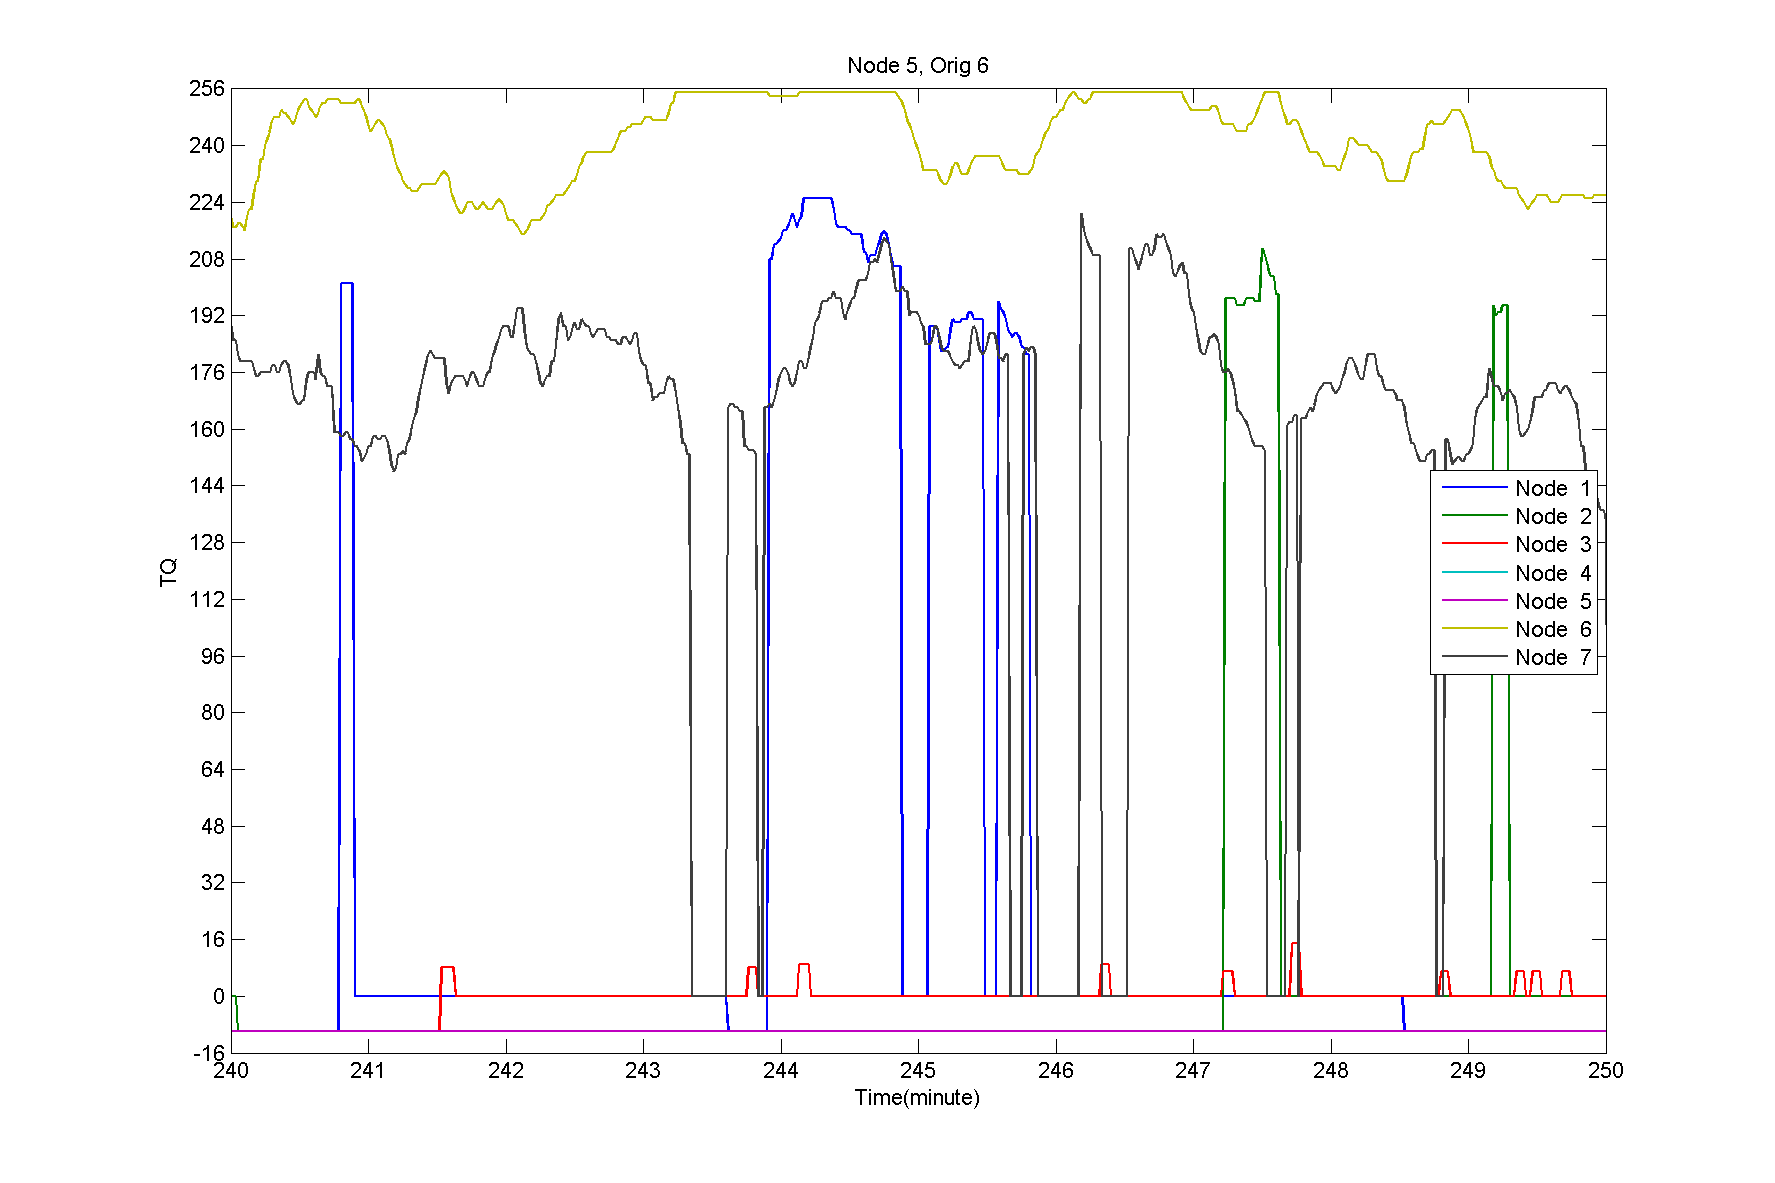 Node 5, Orig 6
256
240
224
208
192
176
160
144
128
112
96
80
64
48
32
16
0
-16
TQ
Node 1
Node 2
Node 3
Node 4
Node 5
Node 6
Node 7
240 241 242 243 244 245 246 247 248 249 250
Time(minute)